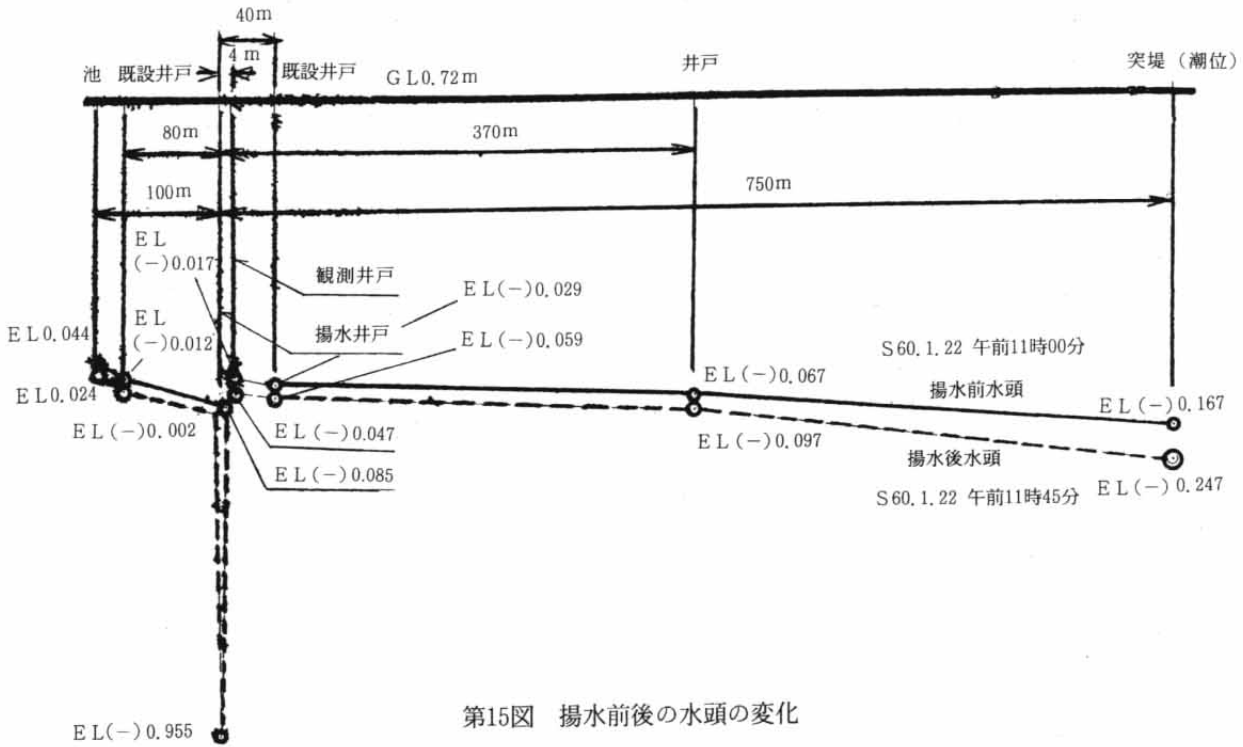 40m
4 m
池 既設井戸
既設井戸
GL0.72m
井戸
突堤（潮位）
80m
370m
100m
750m
EL
(−)0.017
観測井戸
EL(−)0.029
EL
(−)0.012
揚水井戸
EL(−)0.059
EL0.044
S60.1.22 午前11時00分
EL(−)0.067
揚水前水頭
EL0.024
EL(−)0.167
EL(−)0.002
EL(−)0.047
EL(−)0.097
揚水後水頭
EL(−)0.085
S60.1.22 午前11時45分
EL(−)0.247
EL(−)0.955
第15図 揚水前後の水頭の変化